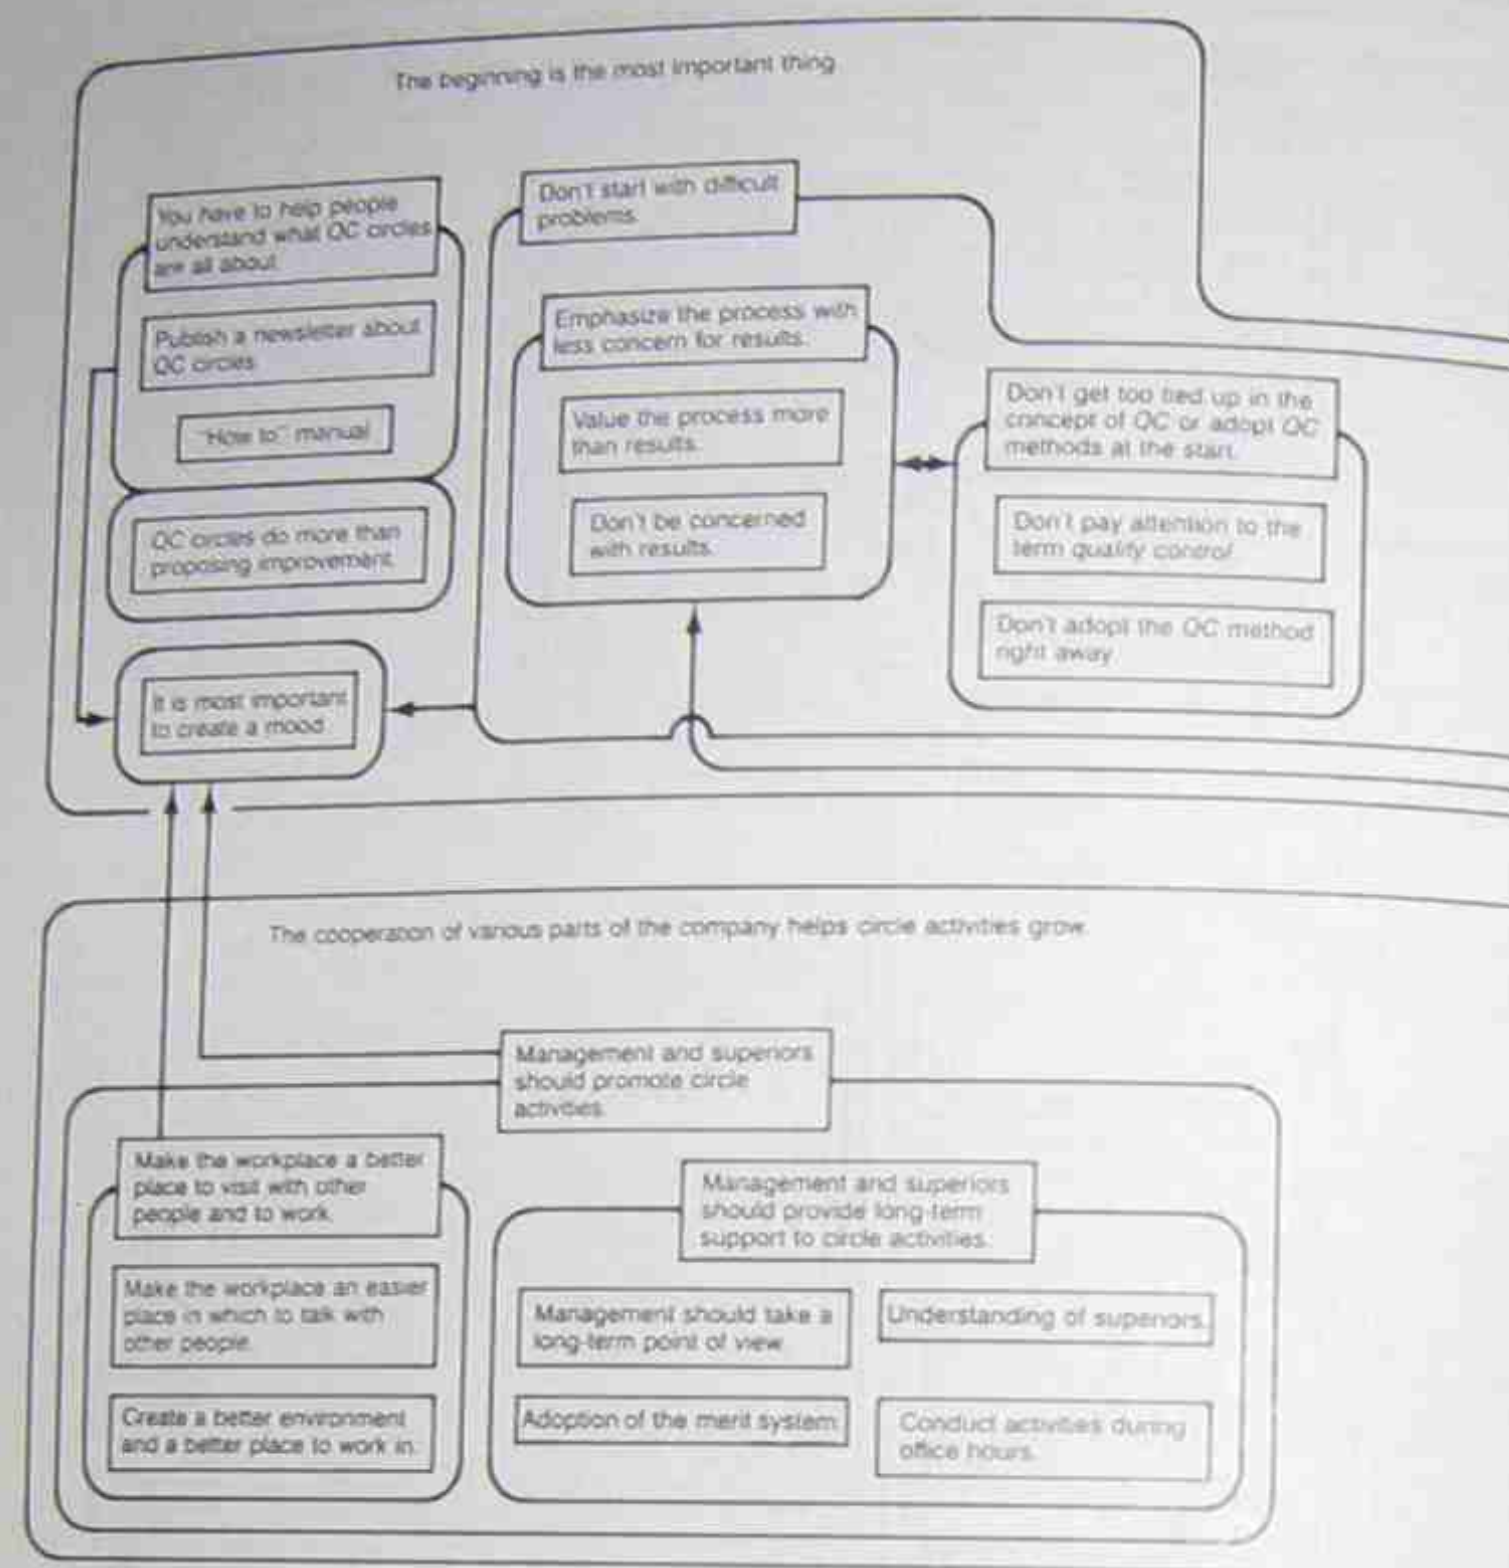 The beginning is the most important thing.
You have to help people
understand what QC circles
are all about.
Publish a newsletter about
QC circles.
"How to" manual
QC circles do more than
proposing improvement.
It is most important
to create a mood.
Don't start with difficult
problems.
Emphasize the process with
less concern for results.
Value the process more
than results.
Don't be concerned
with results.
Don't get too tied up in the
concept of QC or adopt QC
methods at the start.
Don't pay attention to the
term quality control.
Don't adopt the QC method
right away.
The cooperation of various parts of the company helps circle activities grow.
Management and superiors
should promote circle
activities.
Make the workplace a better
place to visit with other
people and to work.
Make the workplace an easier
place in which to talk with
other people.
Create a better environment
and a better place to work in.
Management and superiors
should provide long-term
support to circle activities.
Management should take a
long-term point of view.
Understanding of superiors.
Adoption of the merit system.
Conduct activities during
office hours.